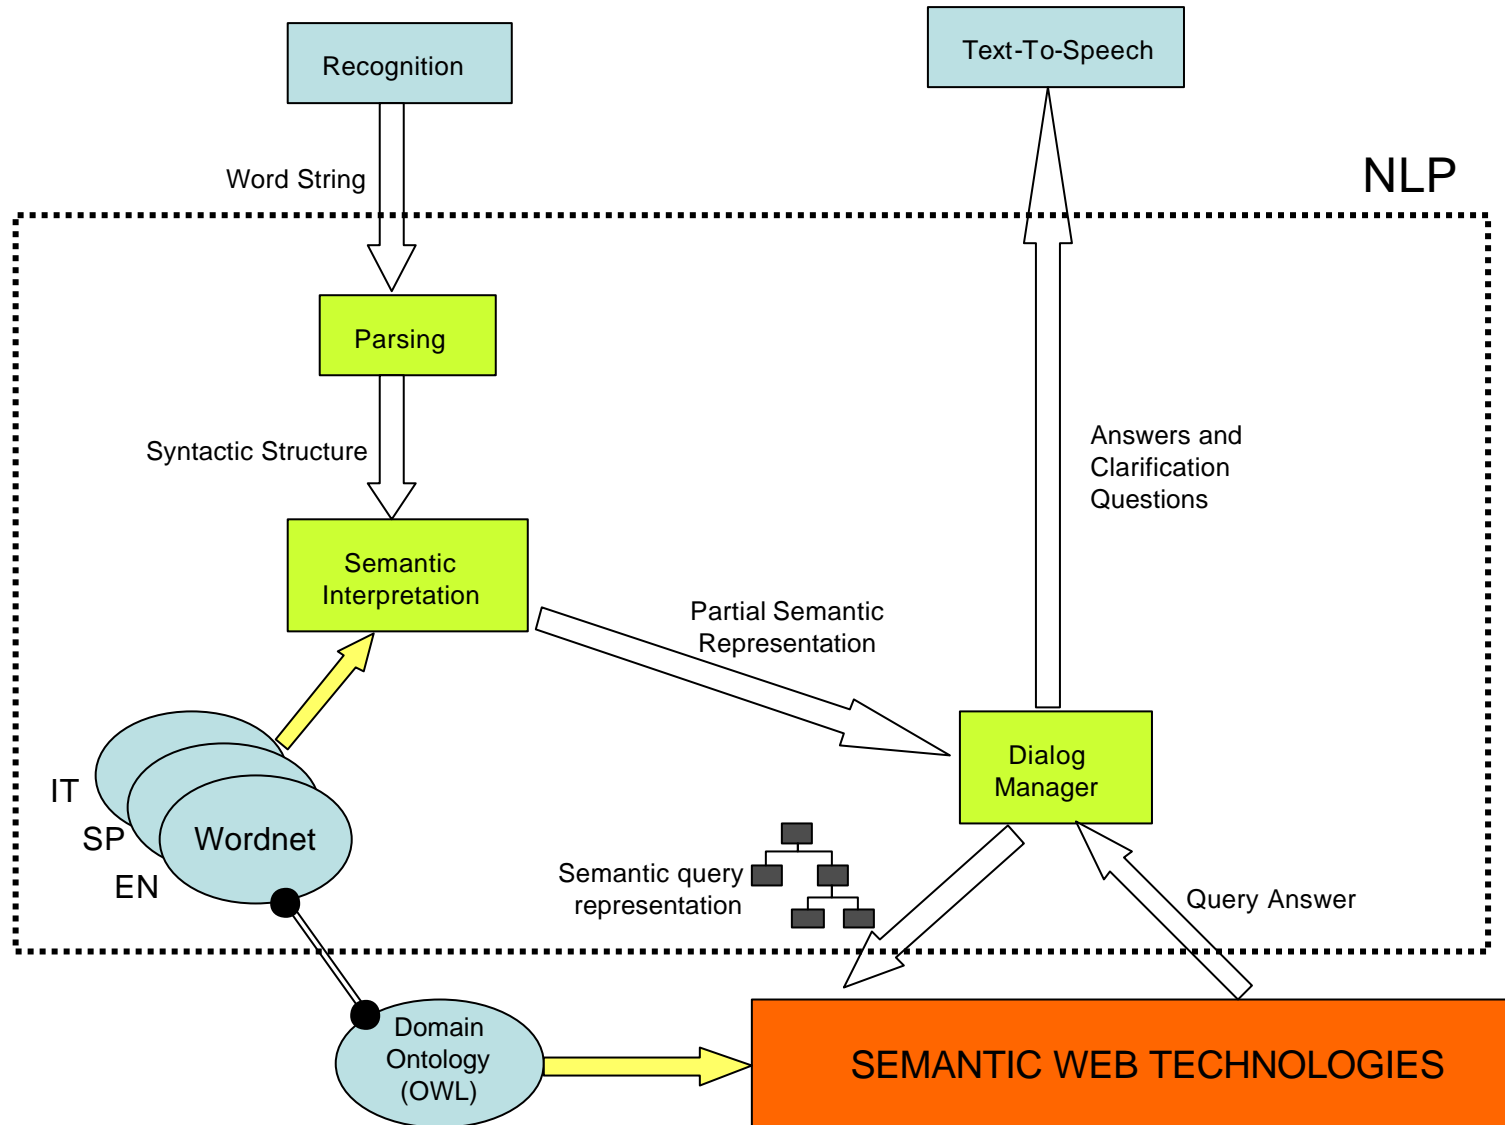 Recognition
Text-To-Speech
Word String
NLP
Parsing
Syntactic Structure
Answers and
Clarification
Questions
Semantic
Interpretation
Partial Semantic
Representation
Dialog
Manager
IT
SP
EN
Wordnet
Semantic query
representation
Query Answer
Domain
Ontology
(OWL)
SEMANTIC WEB TECHNOLOGIES